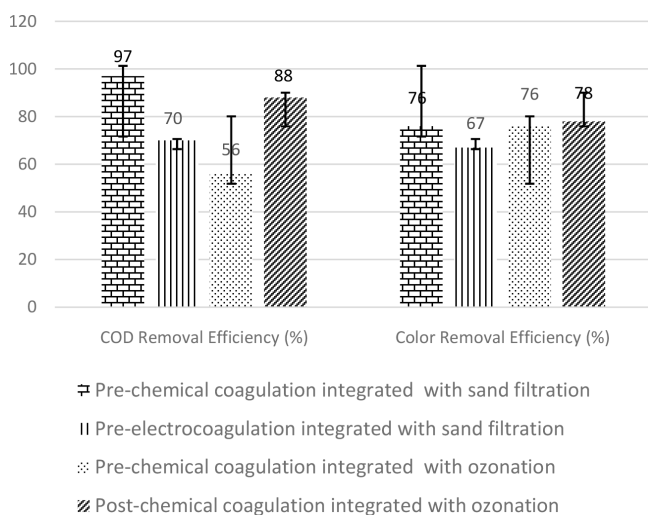 120
100
80
60
40
20
0
97
70
56
88
76
67
76
78
COD Removal Efficiency (%)
Color Removal Efficiency (%)
Pre-chemical coagulation integrated  with sand filtration
Pre-electrocoagulation integrated with sand filtration
Pre-chemical coagulation integrated  with ozonation
Post-chemical coagulation integrated with ozonation